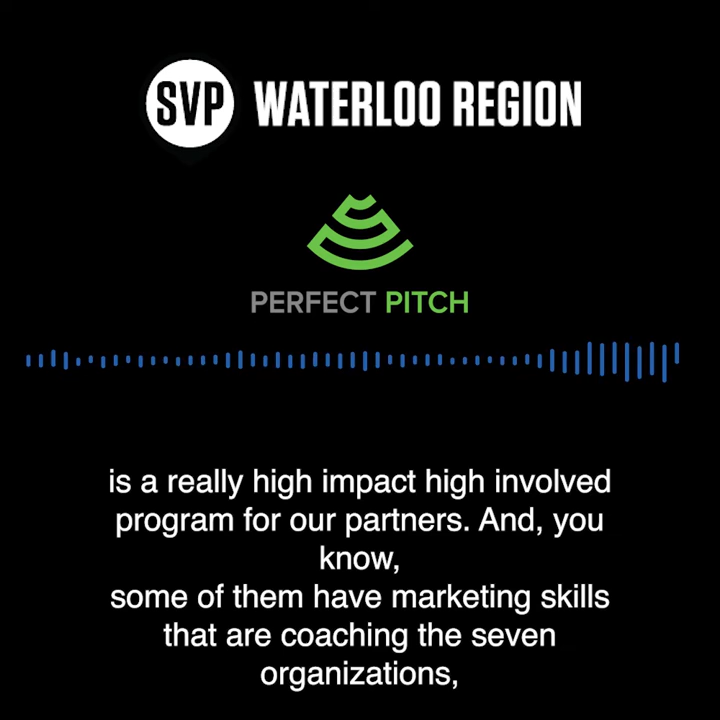 SVP WATERLOO REGION
PERFECT PITCH
is a really high impact high involved
program for our partners. And, you
know,
some of them have marketing skills
that are coaching the seven
organizations,